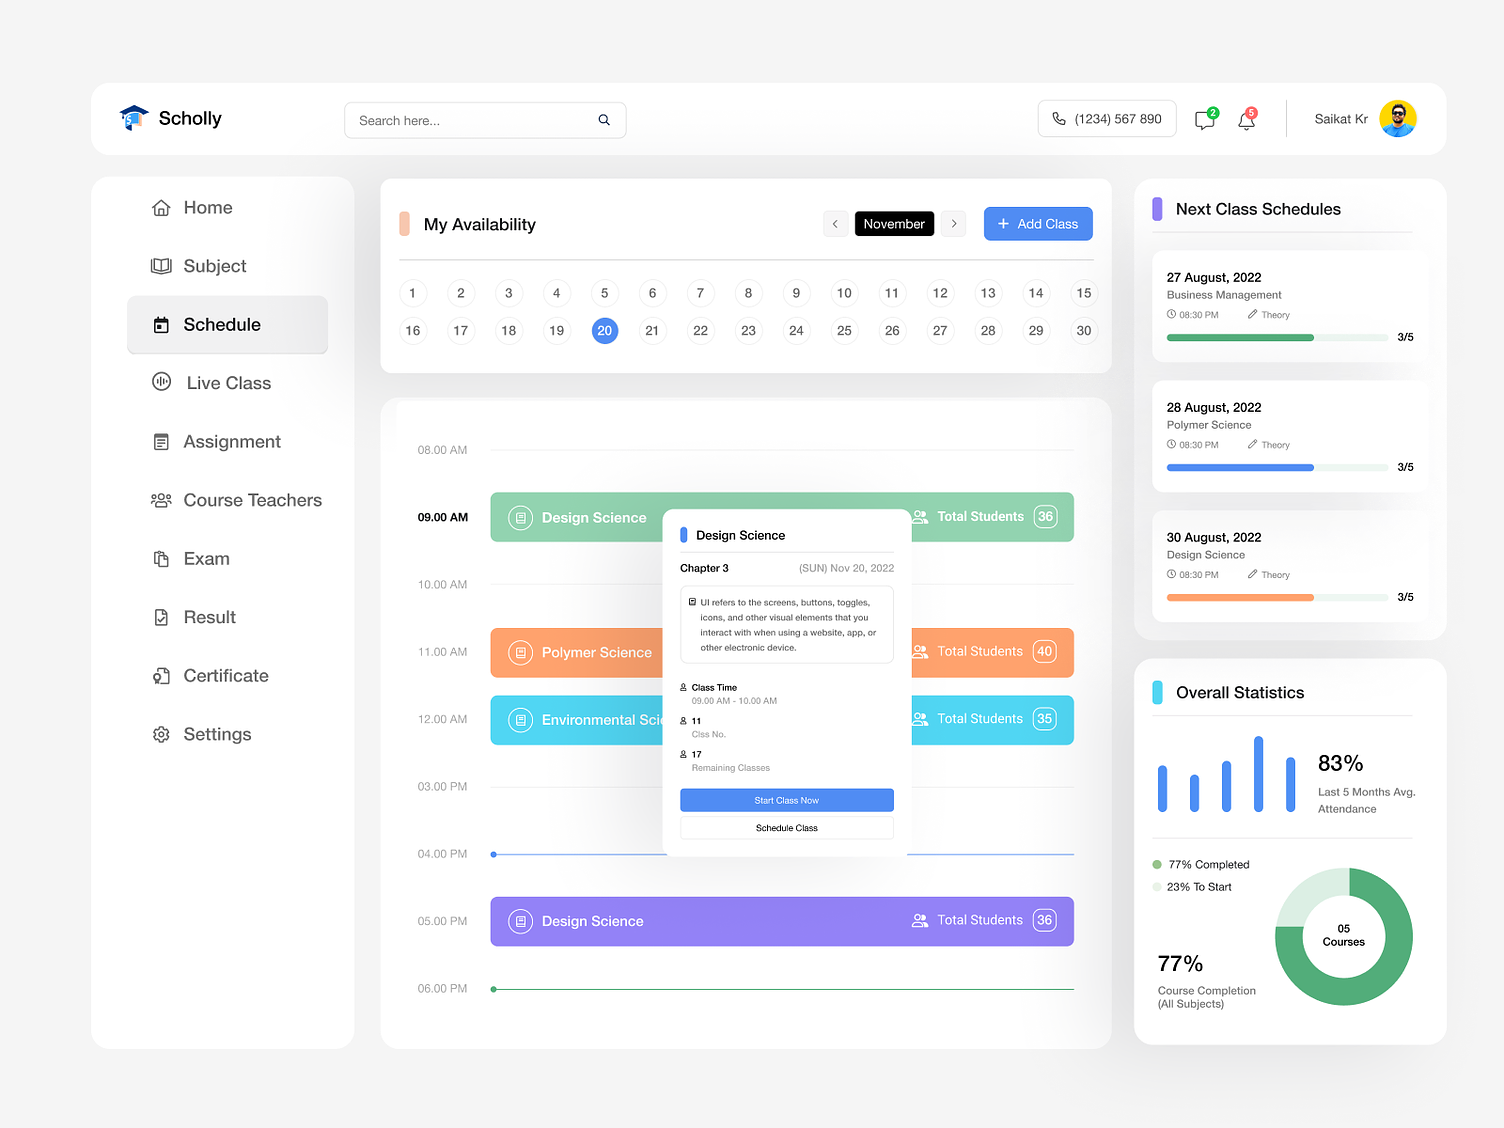 Scholly
Search here...
(1234) 567 890
2
5
Saikat Kr
Home
Subject
Schedule
Live Class
Assignment
Course Teachers
Exam
Result
Certificate
Settings
My Availability
November
+ Add Class
1 2 3 4 5 6 7 8 9 10 11 12 13 14 15
16 17 18 19 20 21 22 23 24 25 26 27 28 29 30
08.00 AM
09.00 AM
Design Science
Total Students 36
10.00 AM
11.00 AM
Polymer Science
Total Students 40
12.00 AM
Environmental Sci
Total Students 35
03.00 PM
04.00 PM
05.00 PM
Design Science
Total Students 36
06.00 PM
Design Science
Chapter 3
(SUN) Nov 20, 2022
UI refers to the screens, buttons, toggles,
icons, and other visual elements that you
interact with when using a website, app, or
other electronic device.
Class Time
09.00 AM - 10.00 AM
11
Clss No.
17
Remaining Classes
Start Class Now
Schedule Class
Next Class Schedules
27 August, 2022
Business Management
08:30 PM
Theory
3/5
28 August, 2022
Polymer Science
08:30 PM
Theory
3/5
30 August, 2022
Design Science
08:30 PM
Theory
3/5
Overall Statistics
83%
Last 5 Months Avg.
Attendance
77% Completed
23% To Start
05
Courses
77%
Course Completion
(All Subjects)